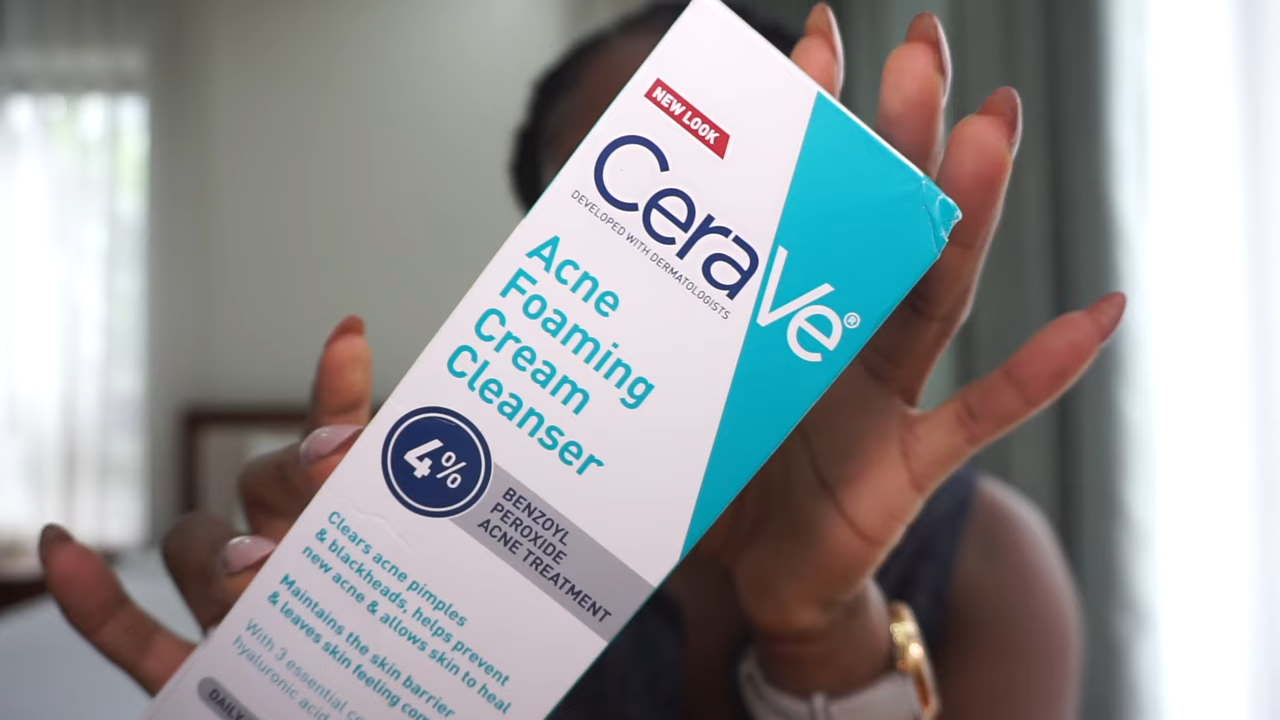 NEW LOOK
CeraVe®
DEVELOPED WITH DERMATOLOGISTS
Acne
Foaming
Cream
Cleanser
4%
BENZOYL
PEROXIDE
ACNE TREATMENT
Clears acne pimples
& blackheads, helps prevent
new acne & allows skin to heal
Maintains the skin barrier
& leaves skin feeling
With 3 essential
hyaluronic acid
DAILY